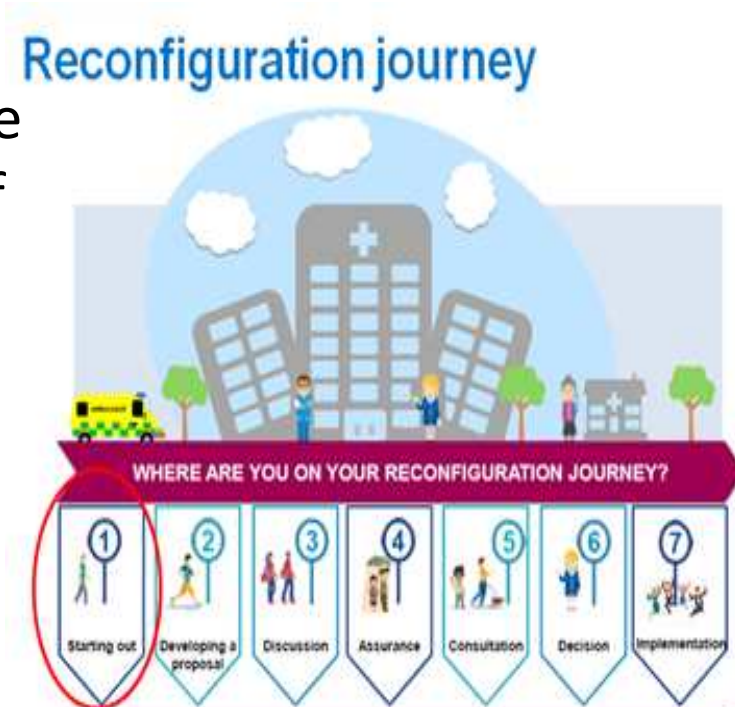 Reconfiguration journey
e
f
WHERE ARE YOU ON YOUR RECONFIGURATION JOURNEY?
1
2
3
4
5
6
7
Starting out
Developing a
proposal
Discussion
Assurance
Consultation
Decision
Implementation